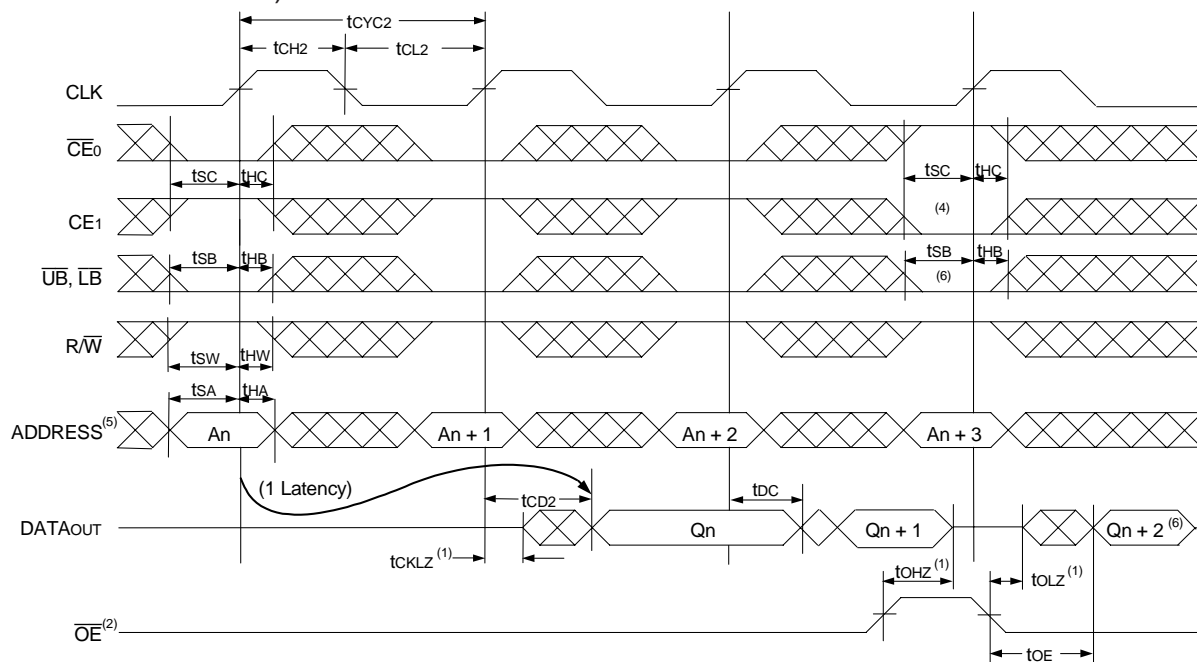 tCYC2
tCH2 tCL2
CLK
CE0
tSC tHC tSC tHC
CE1 (4)
tSB tHB tSB tHB
UB, LB (6)
R/W
tSW tHW
tSA tHA
ADDRESS(5) An An + 1 An + 2 An + 3
(1 Latency) tCD2 tDC
DATAOUT Qn Qn + 1 Qn + 2 (6)
tCKLZ (1) tOHZ (1) tOLZ (1)
OE(2)
tOE